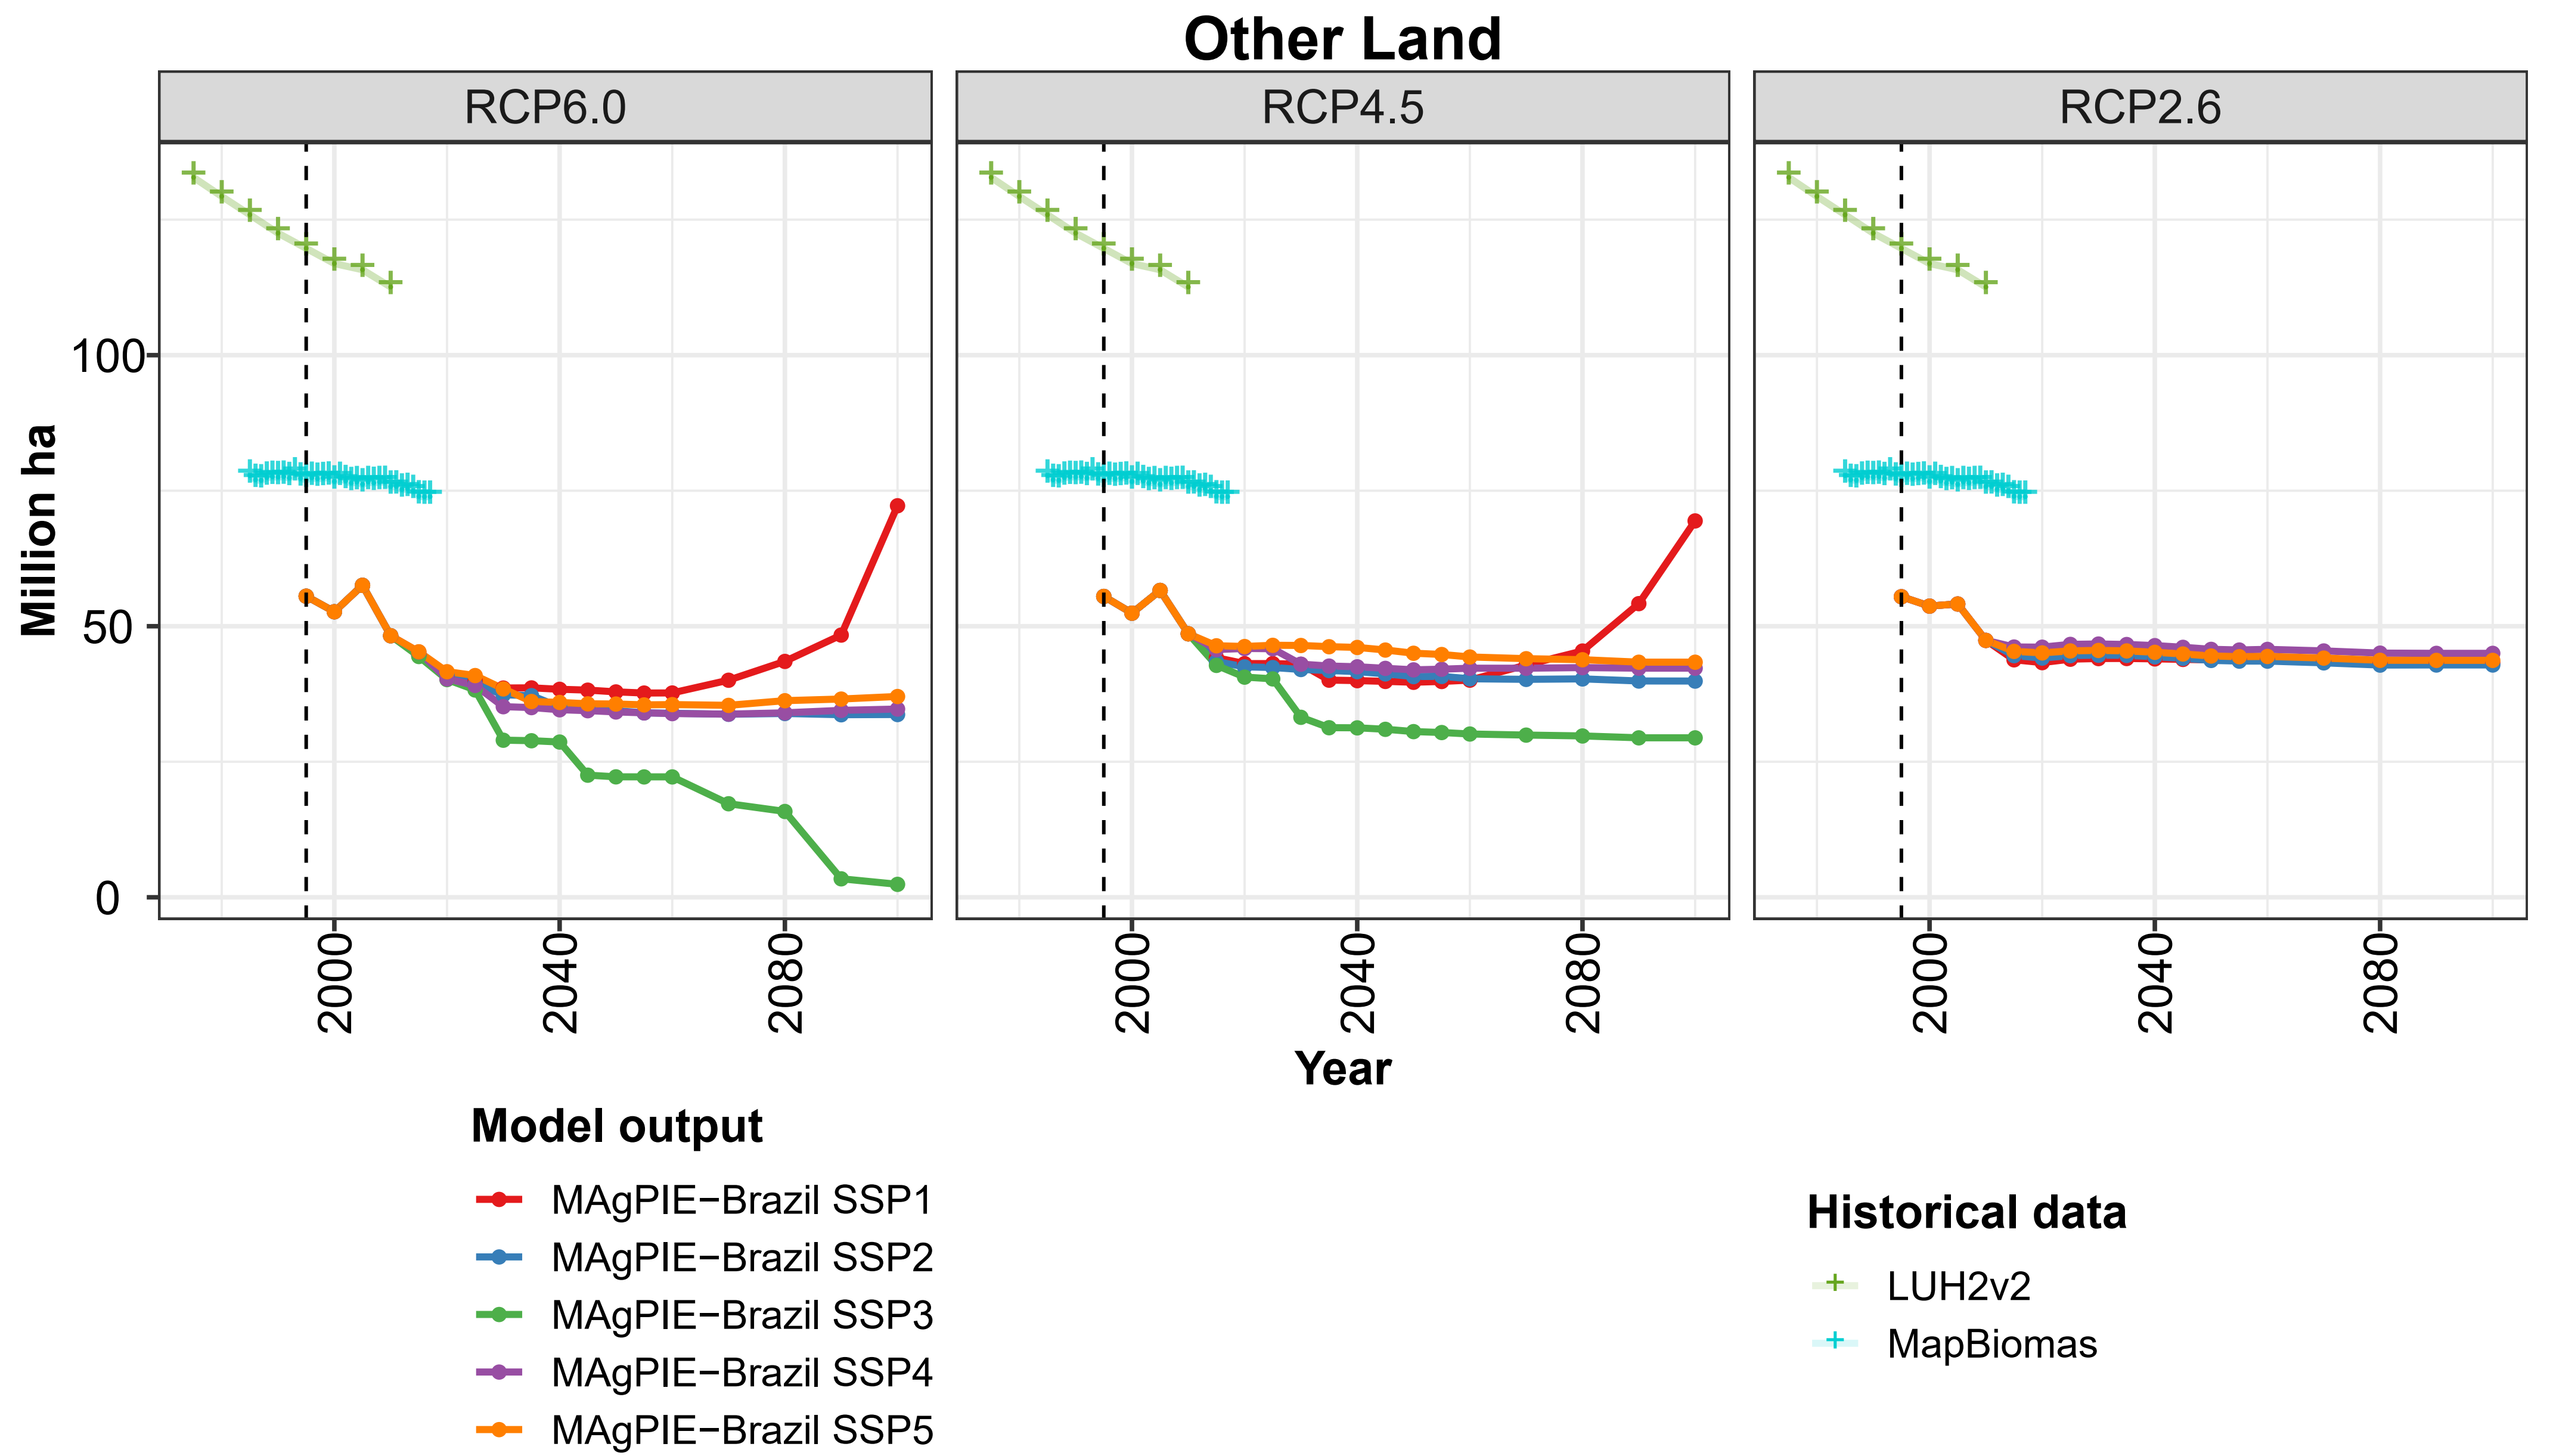 Other Land
RCP6.0
RCP4.5
RCP2.6
Million ha
100
50
0
2000
2040
2080
2000
2040
2080
2000
2040
2080
Year
Model output
MAgPIE−Brazil SSP1
MAgPIE−Brazil SSP2
MAgPIE−Brazil SSP3
MAgPIE−Brazil SSP4
MAgPIE−Brazil SSP5
Historical data
LUH2v2
MapBiomas